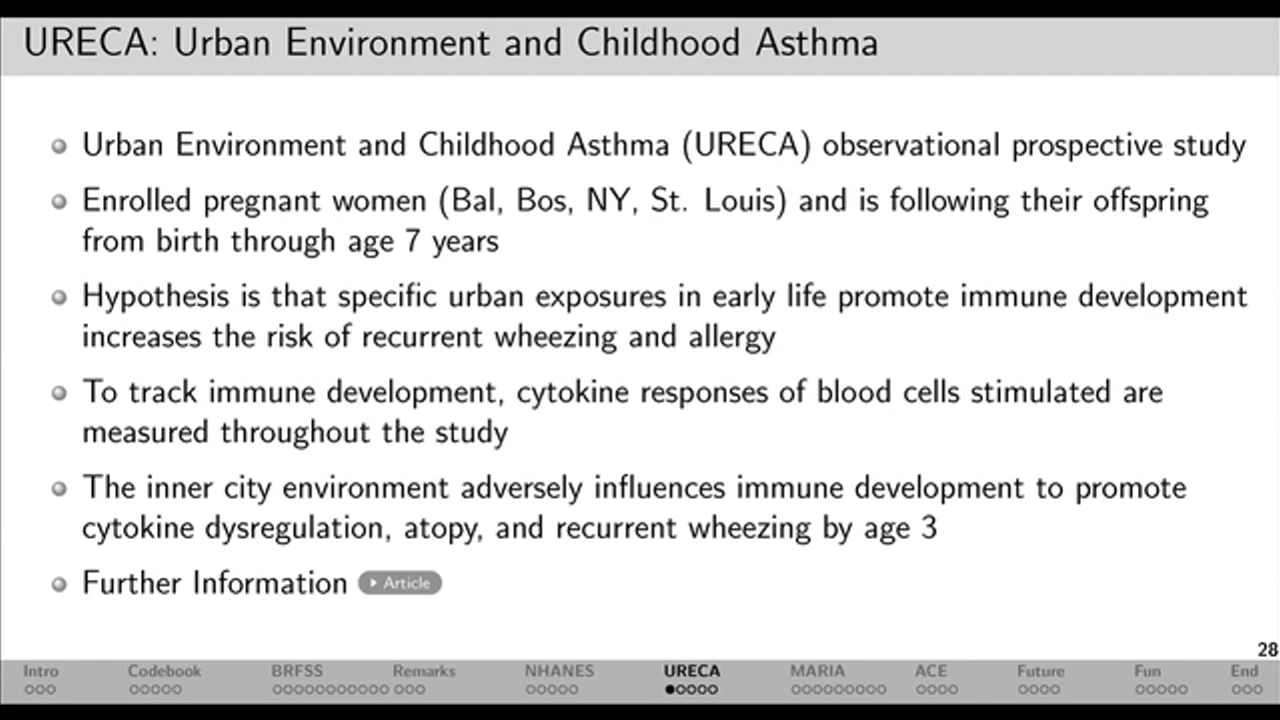 URECA: Urban Environment and Childhood Asthma
Urban Environment and Childhood Asthma (URECA) observational prospective study
Enrolled pregnant women (Bal, Bos, NY, St. Louis) and is following their offspring
from birth through age 7 years
Hypothesis is that specific urban exposures in early life promote immune development
increases the risk of recurrent wheezing and allergy
To track immune development, cytokine responses of blood cells stimulated are
measured throughout the study
The inner city environment adversely influences immune development to promote
cytokine dysregulation, atopy, and recurrent wheezing by age 3
Further Information Article
28
Intro Codebook BRFSS Remarks NHANES URECA MARIA ACE Future Fun End